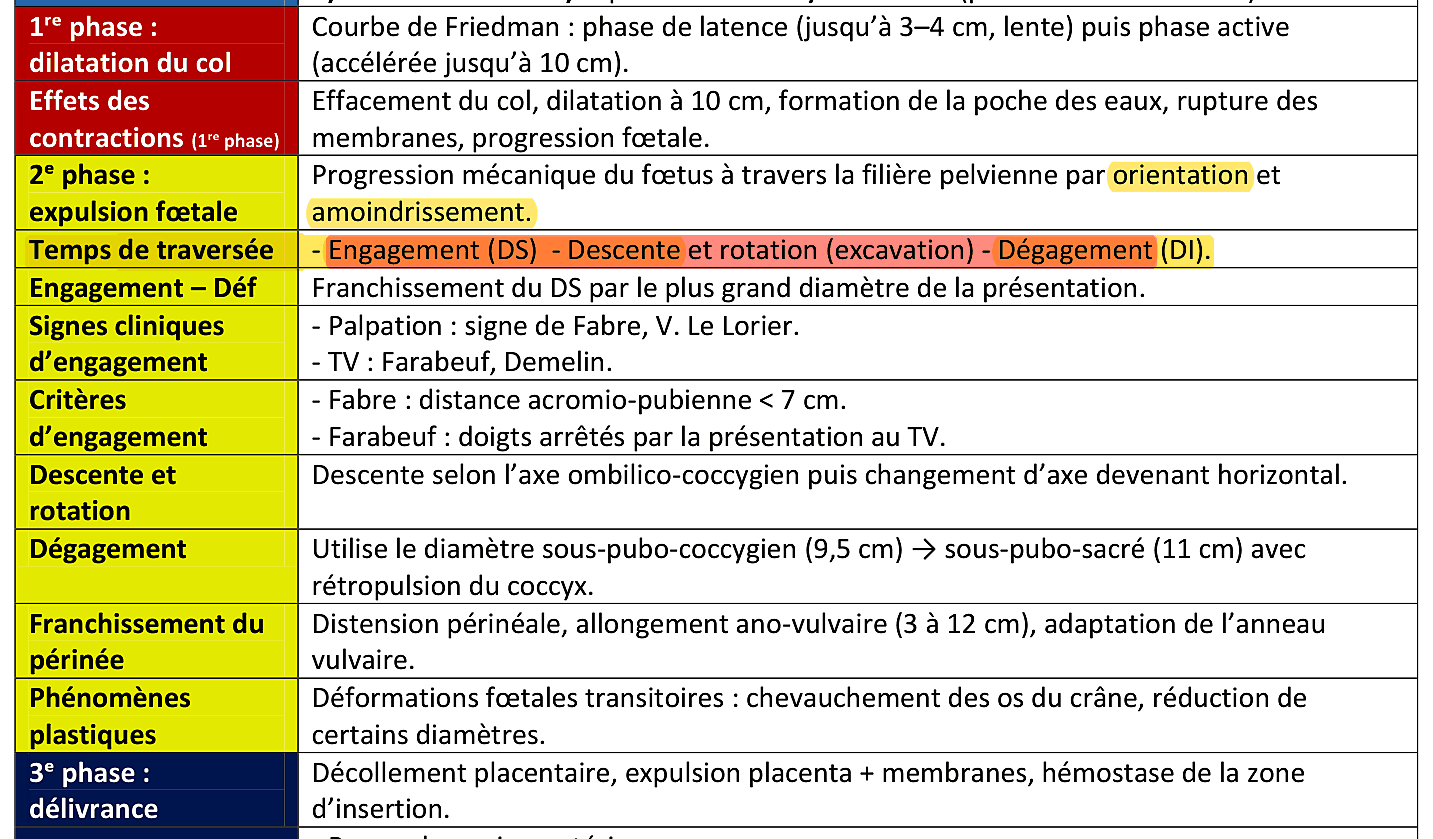 1re phase :
dilatation du col
Courbe de Friedman : phase de latence (jusqu’à 3–4 cm, lente) puis phase active
(accélérée jusqu’à 10 cm).
Effets des
contractions (1re phase)
Effacement du col, dilatation à 10 cm, formation de la poche des eaux, rupture des
membranes, progression fœtale.
2e phase :
expulsion fœtale
Progression mécanique du fœtus à travers la filière pelvienne par orientation et
amoindrissement.
Temps de traversée
- Engagement (DS) - Descente et rotation (excavation) - Dégagement (DI).
Engagement – Déf
Franchissement du DS par le plus grand diamètre de la présentation.
Signes cliniques
d’engagement
- Palpation : signe de Fabre, V. Le Lorier.
- TV : Farabeuf, Demelin.
Critères
d’engagement
- Fabre : distance acromio-pubienne < 7 cm.
- Farabeuf : doigts arrêtés par la présentation au TV.
Descente et
rotation
Descente selon l’axe ombilico-coccygien puis changement d’axe devenant horizontal.
Dégagement
Utilise le diamètre sous-pubo-coccygien (9,5 cm) → sous-pubo-sacré (11 cm) avec
rétropulsion du coccyx.
Franchissement du
périnée
Distension périnéale, allongement ano-vulvaire (3 à 12 cm), adaptation de l’anneau
vulvaire.
Phénomènes
plastiques
Déformations fœtales transitoires : chevauchement des os du crâne, réduction de
certains diamètres.
3e phase :
délivrance
Décollement placentaire, expulsion placenta + membranes, hémostase de la zone
d’insertion.